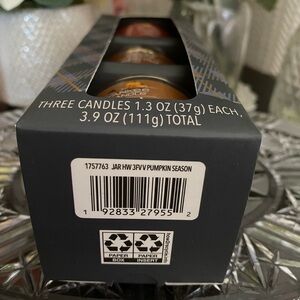 THREE CANDLES 1.3 OZ (37g) EACH,
3.9 OZ (111g) TOTAL
1757763 JAR HW 3FV V PUMPKIN SEASON
1 92833 27955 2
PAPER BOX
PAPER INSERT